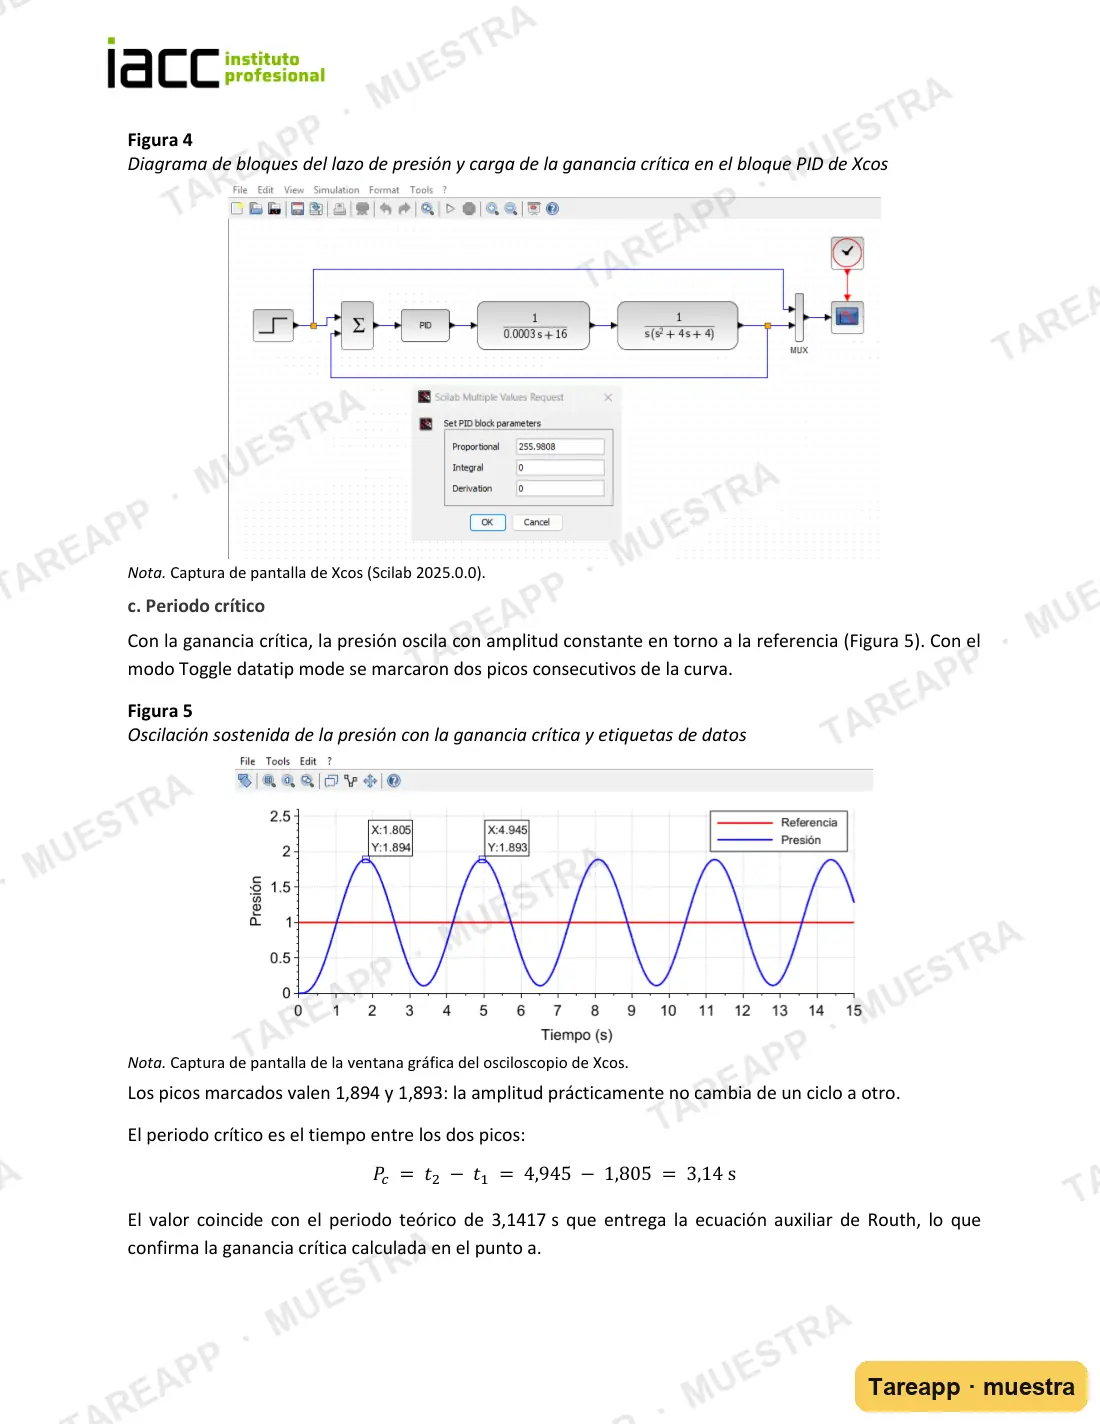 iacc instituto
profesional
Figura 4
Diagrama de bloques del lazo de presión y carga de la ganancia crítica en el bloque PID de Xcos
File Edit View Simulation Format Tools ?
Σ
PID
1
0.0003 s + 16
1
s(s² + 4 s + 4)
MUX
Scilab Multiple Values Request
Set PID block parameters
Proportional 255.9808
Integral 0
Derivation 0
OK Cancel
Nota. Captura de pantalla de Xcos (Scilab 2025.0.0).
c. Periodo crítico
Con la ganancia crítica, la presión oscila con amplitud constante en torno a la referencia (Figura 5). Con el
modo Toggle datatip mode se marcaron dos picos consecutivos de la curva.
Figura 5
Oscilación sostenida de la presión con la ganancia crítica y etiquetas de datos
File Tools Edit ?
2.5
2
1.5
1
0.5
0
Presión
X:1.805
Y:1.894
X:4.945
Y:1.893
Referencia
Presión
0 1 2 3 4 5 6 7 8 9 10 11 12 13 14 15
Tiempo (s)
Nota. Captura de pantalla de la ventana gráfica del osciloscopio de Xcos.
Los picos marcados valen 1,894 y 1,893: la amplitud prácticamente no cambia de un ciclo a otro.
El periodo crítico es el tiempo entre los dos picos:
P_c = t₂ − t₁ = 4,945 − 1,805 = 3,14 s
El valor coincide con el periodo teórico de 3,1417 s que entrega la ecuación auxiliar de Routh, lo que
confirma la ganancia crítica calculada en el punto a.
TAREAPP · MUESTRA
Tareapp · muestra